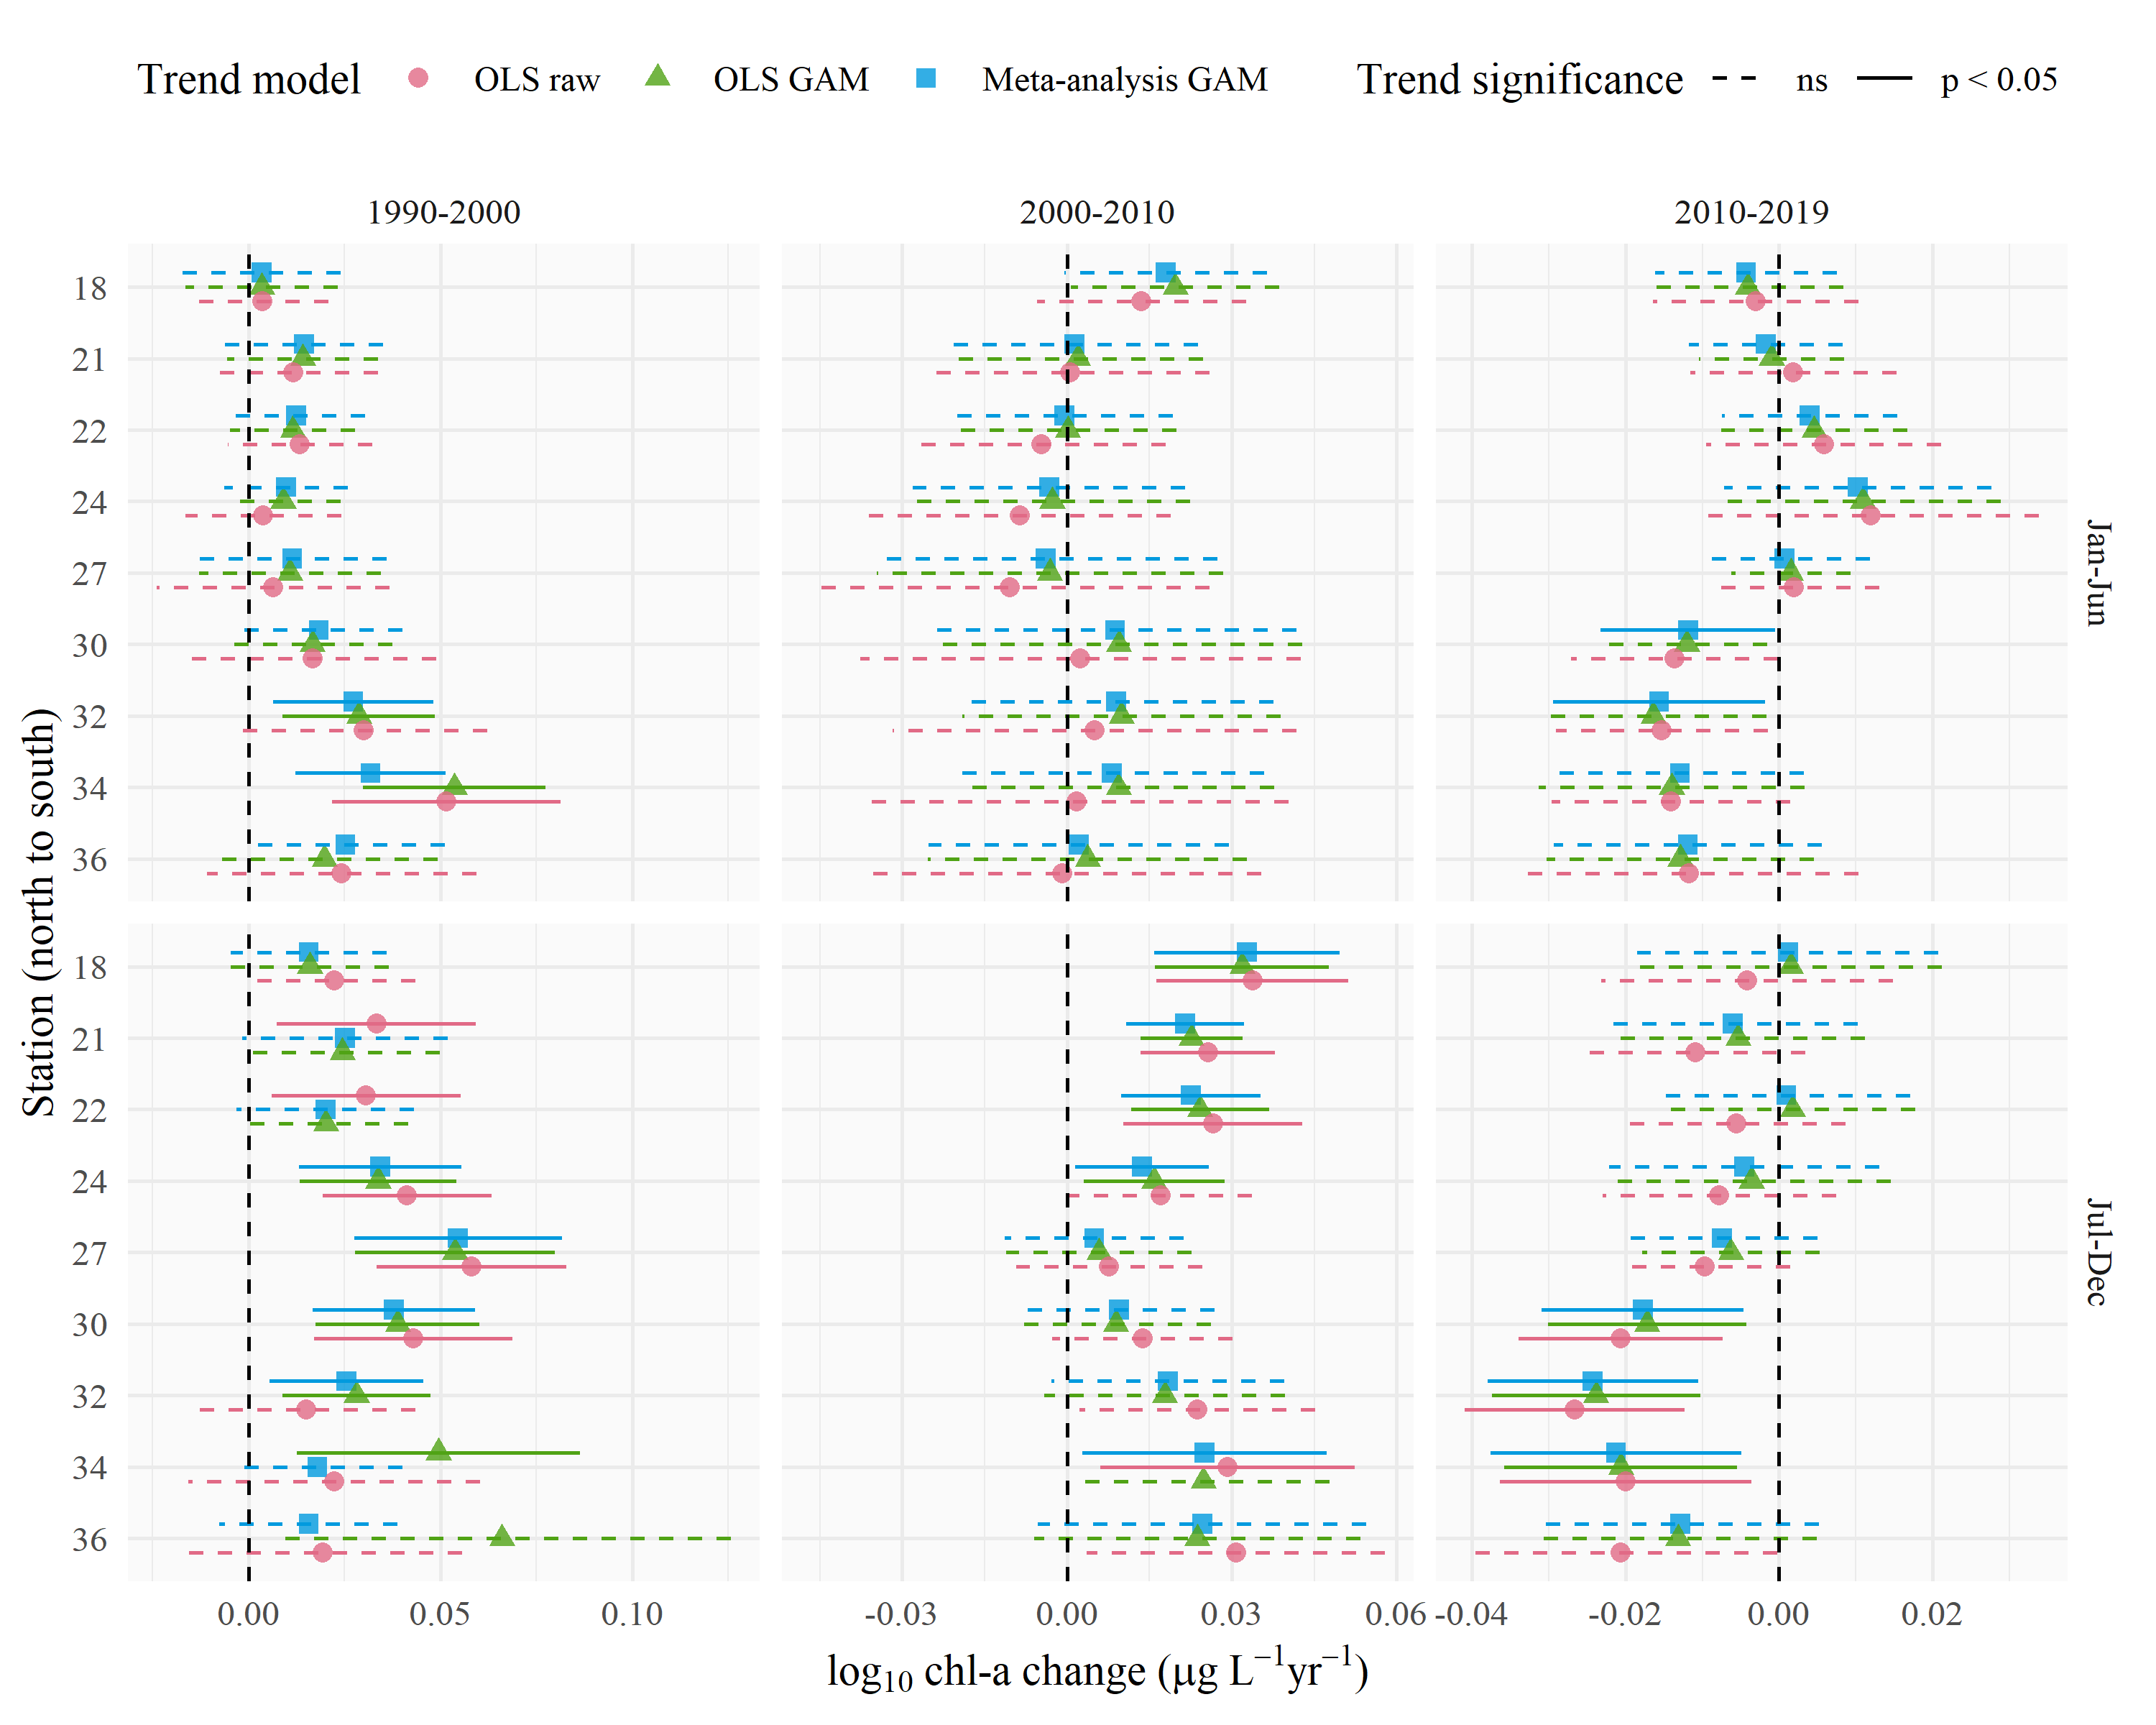 Trend model OLS raw OLS GAM Meta-analysis GAM Trend significance ns p < 0.05
1990-2000 2000-2010 2010-2019
18
21
22
24
27
30
32
34
36
Jan-Jun
18
21
22
24
27
30
32
34
36
Jul-Dec
Station (north to south)
0.00 0.05 0.10 -0.03 0.00 0.03 0.06 -0.04 -0.02 0.00 0.02
log₁₀ chl-a change (μg L⁻¹yr⁻¹)